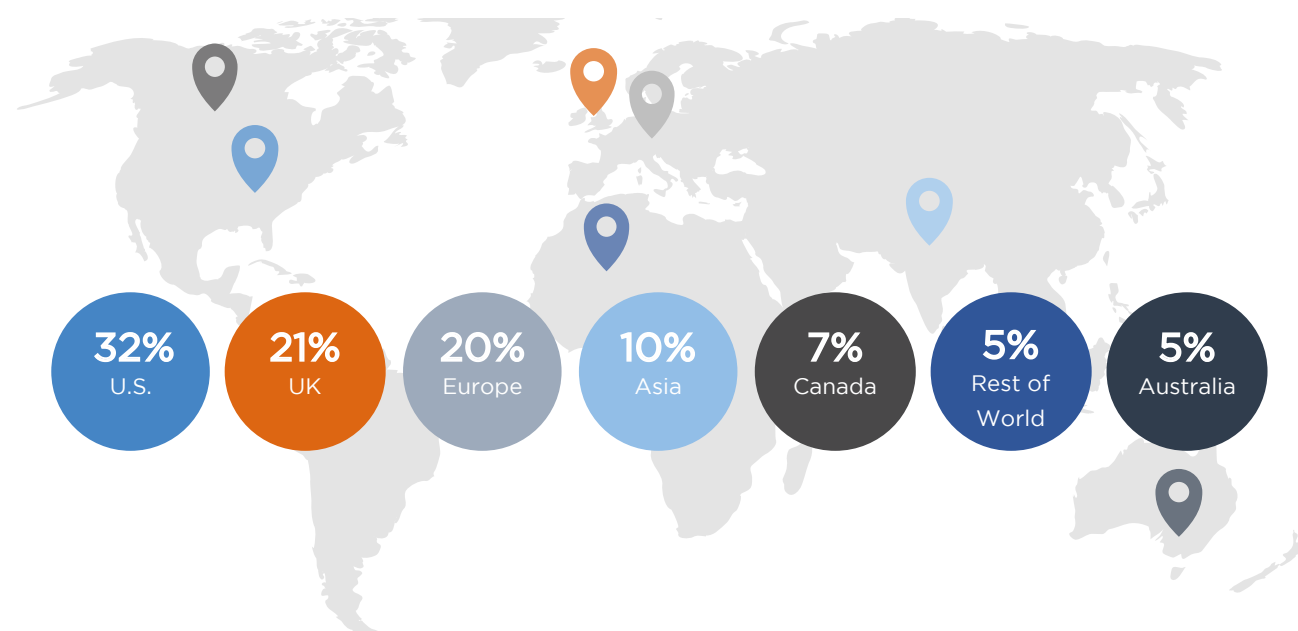 32%
U.S.
21%
UK
20%
Europe
10%
Asia
7%
Canada
5%
Rest of
World
5%
Australia